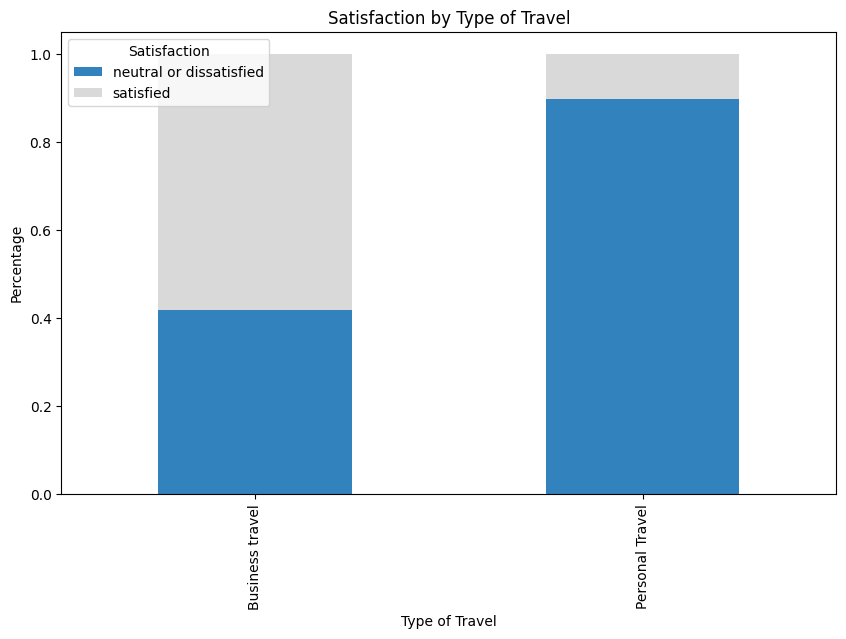 Satisfaction by Type of Travel
Satisfaction
neutral or dissatisfied
satisfied
Percentage
1.0
0.8
0.6
0.4
0.2
0.0
Business travel
Personal Travel
Type of Travel